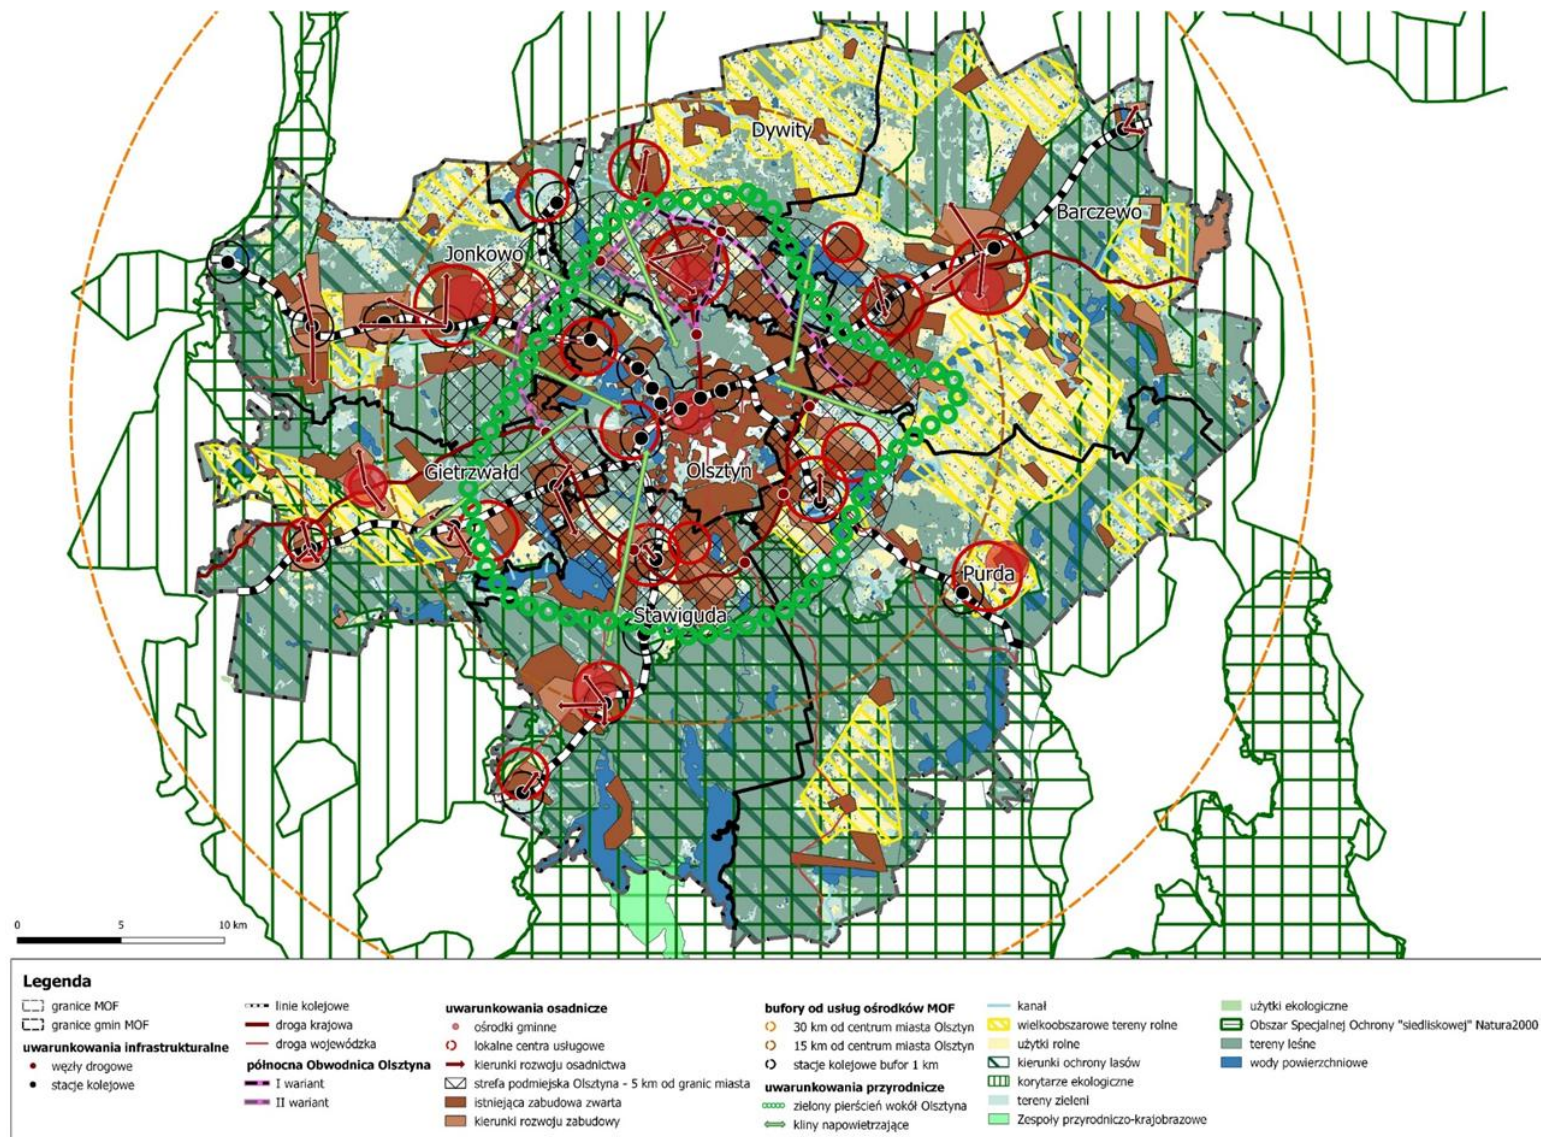 Dywity
Barczewo
Jonkowo
Gietrzwałd
Olsztyn
Purda
Stawiguda
0 5 10 km
Legenda
granice MOF
granice gmin MOF
uwarunkowania infrastrukturalne
węzły drogowe
stacje kolejowe
linie kolejowe
droga krajowa
droga wojewódzka
północna Obwodnica Olsztyna
I wariant
II wariant
uwarunkowania osadnicze
ośrodki gminne
lokalne centra usługowe
kierunki rozwoju osadnictwa
strefa podmiejska Olsztyna - 5 km od granic miasta
istniejąca zabudowa zwarta
kierunki rozwoju zabudowy
bufory od usług ośrodków MOF
30 km od centrum miasta Olsztyn
15 km od centrum miasta Olsztyn
stacje kolejowe bufor 1 km
uwarunkowania przyrodnicze
zielony pierścień wokół Olsztyna
kliny napowietrzające
kanał
wielkoobszarowe tereny rolne
użytki rolne
kierunki ochrony lasów
korytarze ekologiczne
tereny zieleni
Zespoły przyrodniczo-krajobrazowe
użytki ekologiczne
Obszar Specjalnej Ochrony "siedliskowej" Natura2000
tereny leśne
wody powierzchniowe